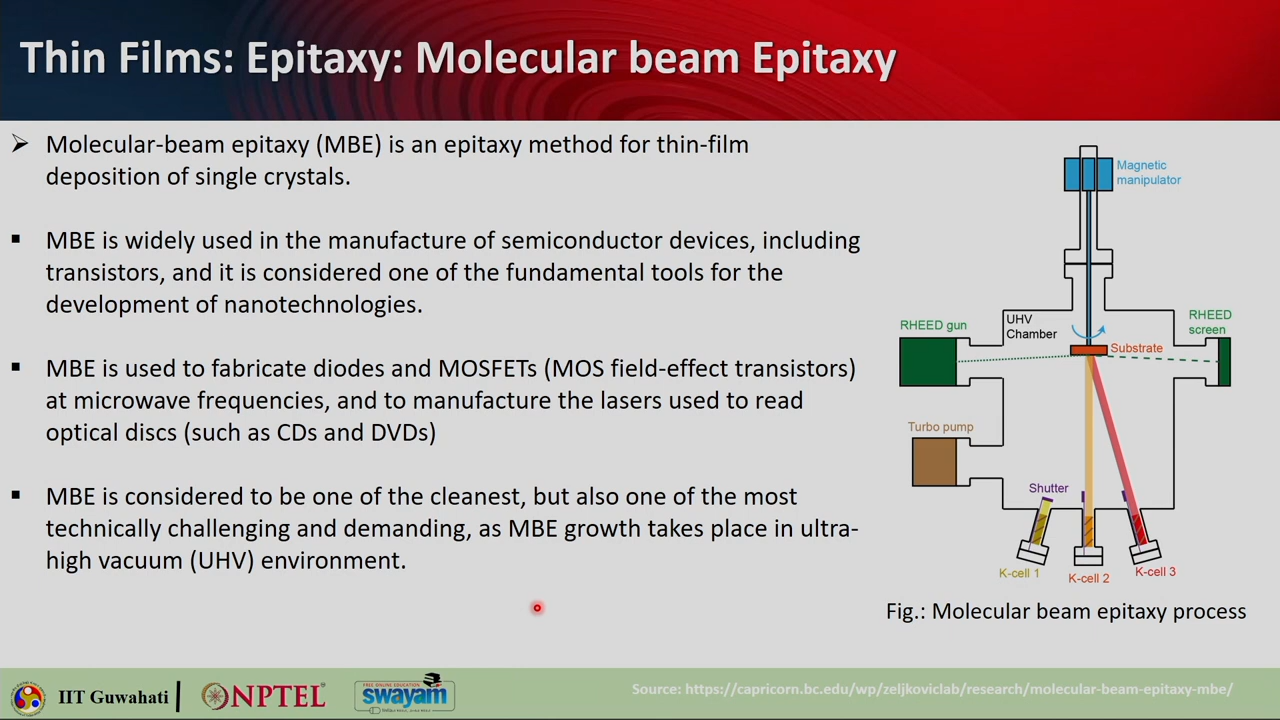 Thin Films: Epitaxy: Molecular beam Epitaxy
Molecular-beam epitaxy (MBE) is an epitaxy method for thin-film
deposition of single crystals.
MBE is widely used in the manufacture of semiconductor devices, including
transistors, and it is considered one of the fundamental tools for the
development of nanotechnologies.
MBE is used to fabricate diodes and MOSFETs (MOS field-effect transistors)
at microwave frequencies, and to manufacture the lasers used to read
optical discs (such as CDs and DVDs)
MBE is considered to be one of the cleanest, but also one of the most
technically challenging and demanding, as MBE growth takes place in ultra-
high vacuum (UHV) environment.
Magnetic
manipulator
RHEED gun
UHV
Chamber
RHEED
screen
Substrate
Turbo pump
Shutter
K-cell 1
K-cell 2
K-cell 3
Fig.: Molecular beam epitaxy process
IIT Guwahati
NPTEL
FREE ONLINE EDUCATION
swayam
Source: https://capricorn.bc.edu/wp/zeljkoviclab/research/molecular-beam-epitaxy-mbe/